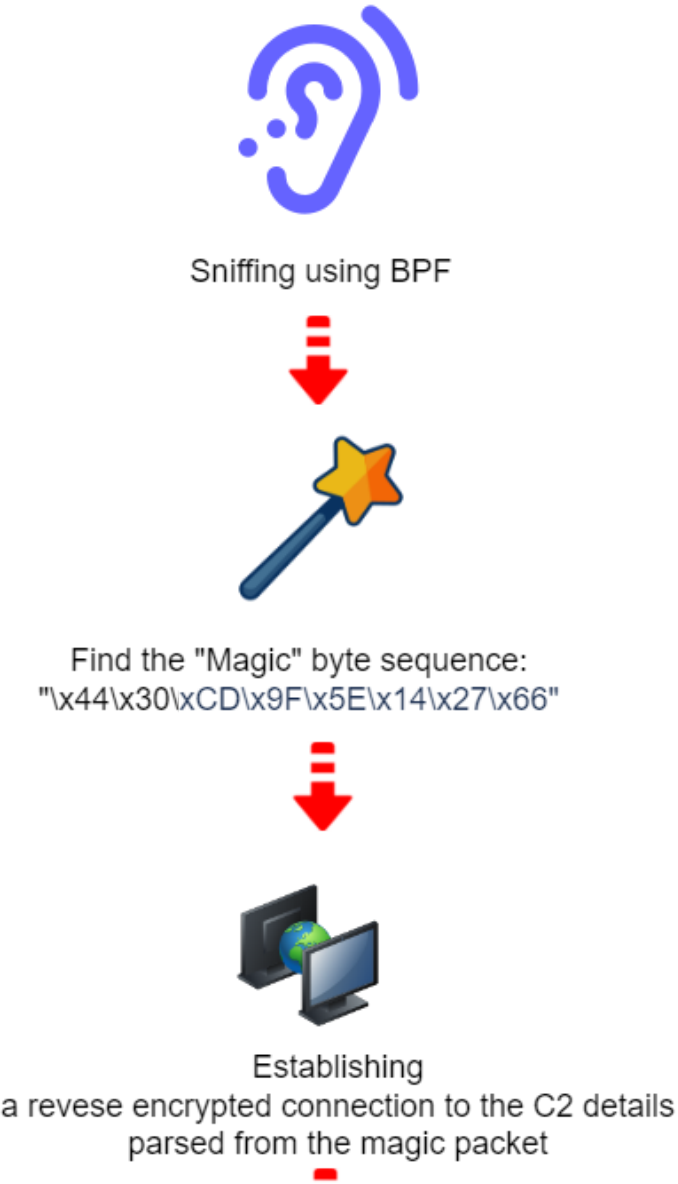 Sniffing using BPF
Find the "Magic" byte sequence:
"\x44\x30\xCD\x9F\x5E\x14\x27\x66"
Establishing
a revese encrypted connection to the C2 details
parsed from the magic packet